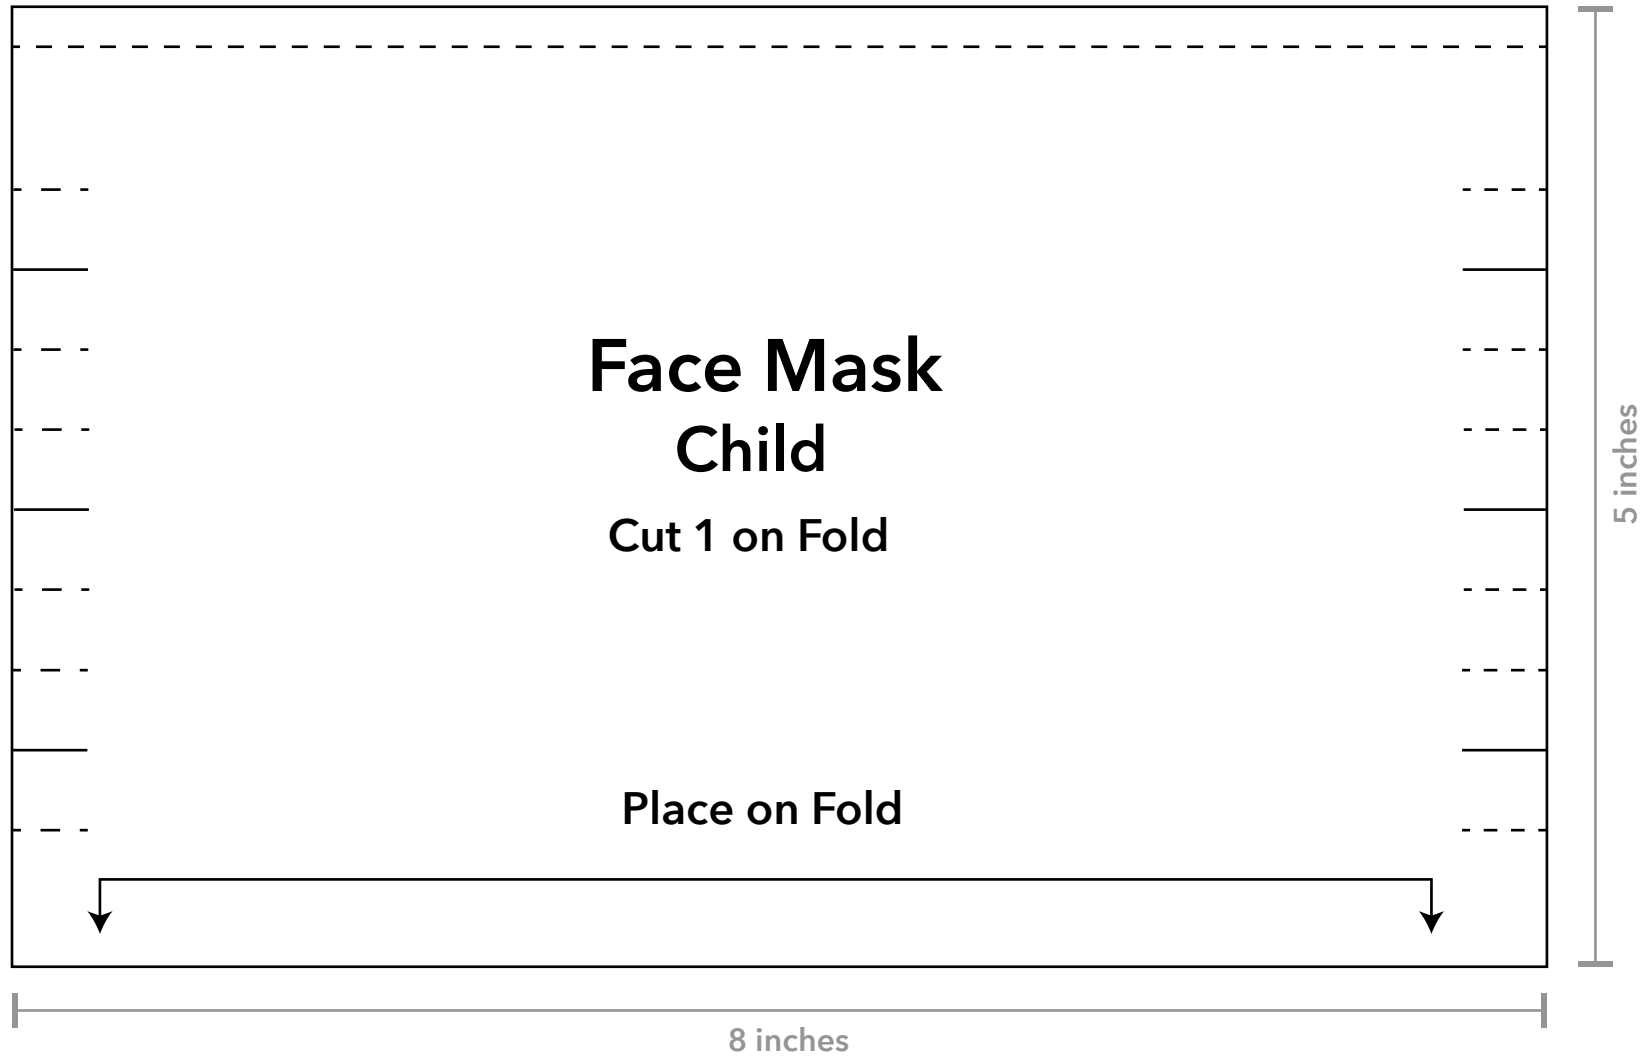 Face Mask
Child
Cut 1 on Fold
Place on Fold
5 inches
8 inches